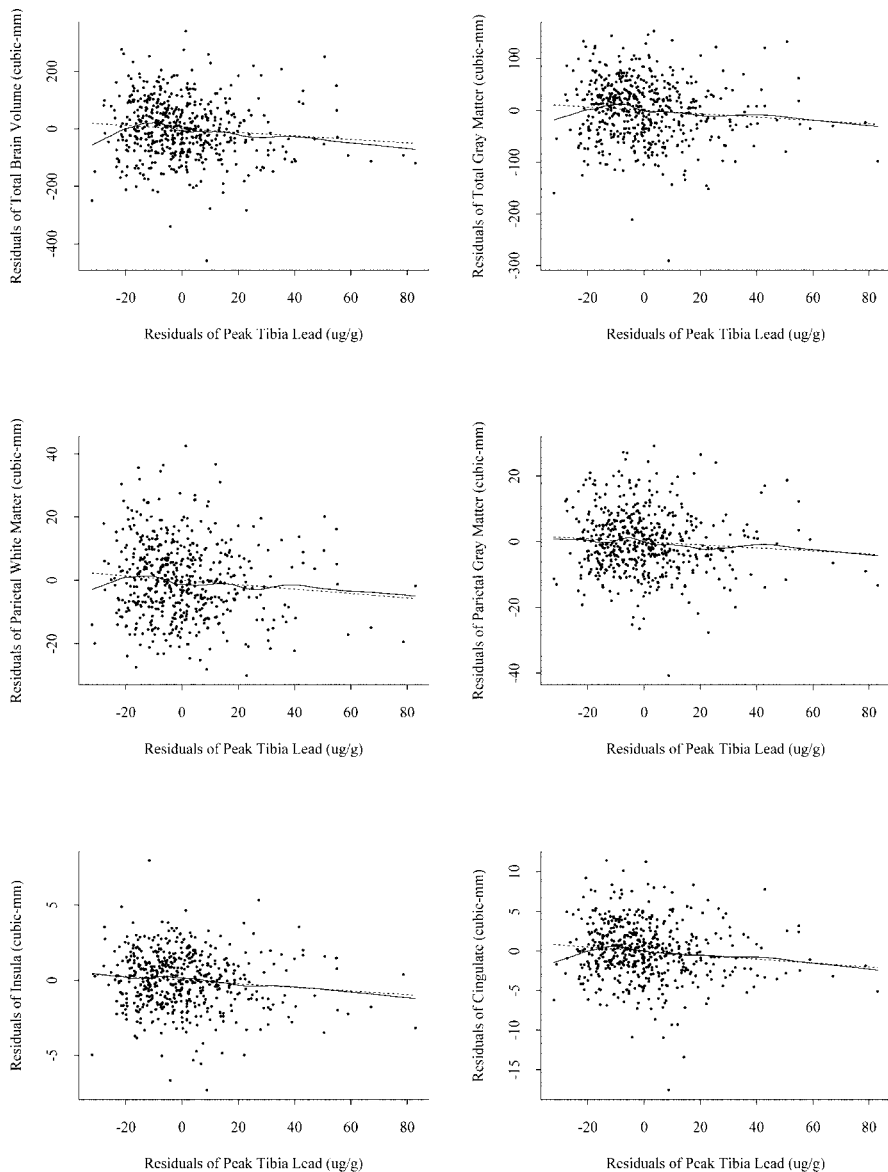 Residuals of Total Brain Volume (cubic-mm)
200
0
-200
-400
-20 0 20 40 60 80
Residuals of Peak Tibia Lead (ug/g)
Residuals of Total Gray Matter (cubic-mm)
100
0
-100
-200
-300
-20 0 20 40 60 80
Residuals of Peak Tibia Lead (ug/g)
Residuals of Parietal White Matter (cubic-mm)
40
20
0
-20
-20 0 20 40 60 80
Residuals of Peak Tibia Lead (ug/g)
Residuals of Parietal Gray Matter (cubic-mm)
20
0
-20
-40
-20 0 20 40 60 80
Residuals of Peak Tibia Lead (ug/g)
Residuals of Insula (cubic-mm)
5
0
-5
-20 0 20 40 60 80
Residuals of Peak Tibia Lead (ug/g)
Residuals of Cingulate (cubic-mm)
10
5
0
-5
-10
-15
-20 0 20 40 60 80
Residuals of Peak Tibia Lead (ug/g)